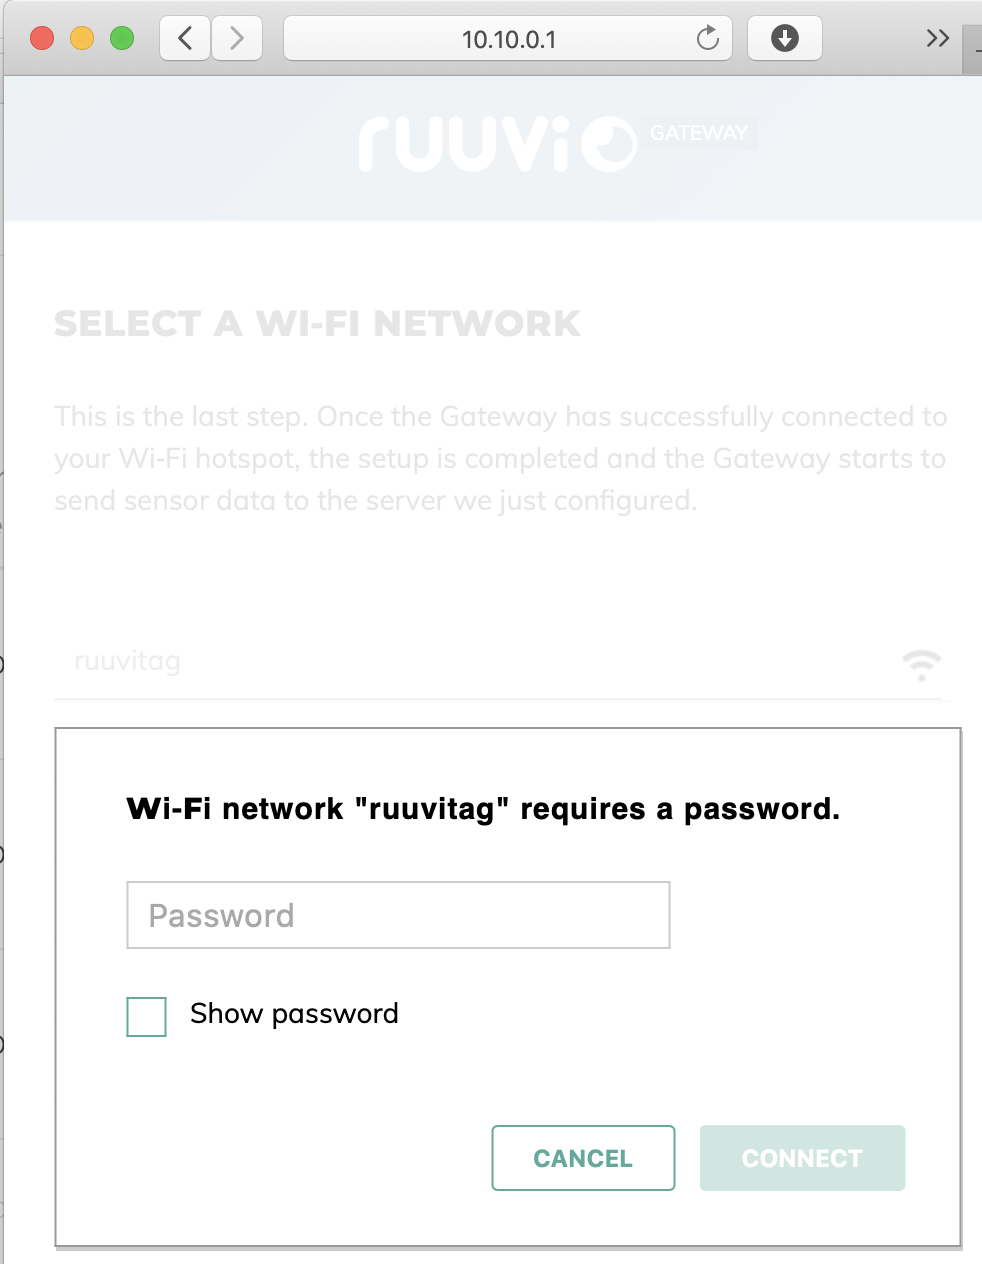 10.10.0.1
ruuvi GATEWAY
SELECT A WI-FI NETWORK
This is the last step. Once the Gateway has successfully connected to
your Wi-Fi hotspot, the setup is completed and the Gateway starts to
send sensor data to the server we just configured.
ruuvitag
Wi-Fi network "ruuvitag" requires a password.
Password
Show password
CANCEL CONNECT